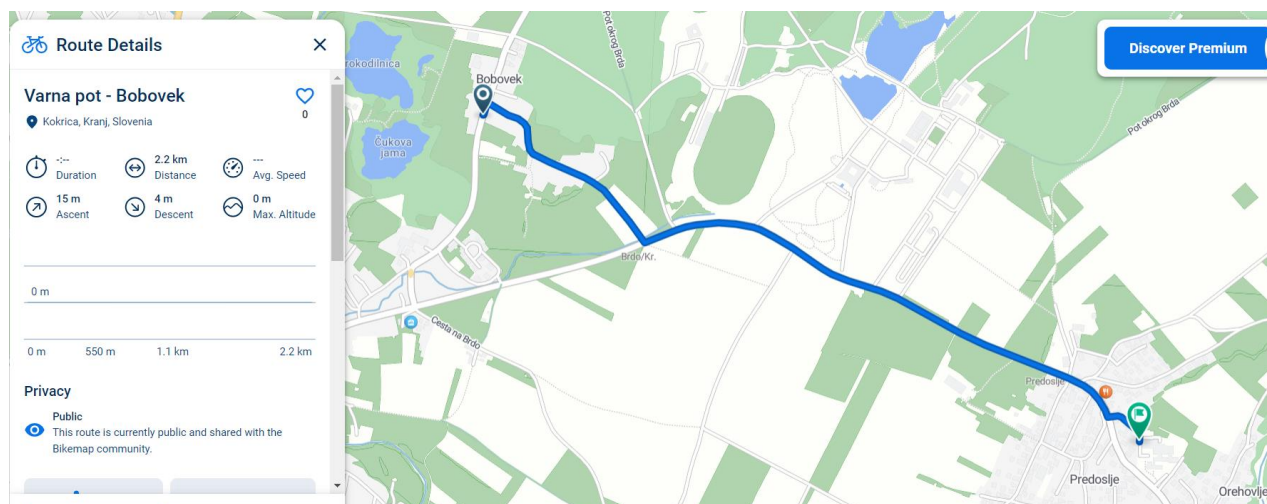 Route Details
Varna pot - Bobovek
0
Kokrica, Kranj, Slovenia
-:--
Duration
2.2 km
Distance
---
Avg. Speed
15 m
Ascent
4 m
Descent
0 m
Max. Altitude
0 m
0 m 550 m 1.1 km 2.2 km
Privacy
Public
This route is currently public and shared with the
Bikemap community.
Discover Premium
rokodilnica
Bobovek
Čukova
jama
Pot okrog Brda
Pot okrog Brda
Brdo/Kr.
Cesta na Brdo
Predoslje
Predoslje
Orehovlje